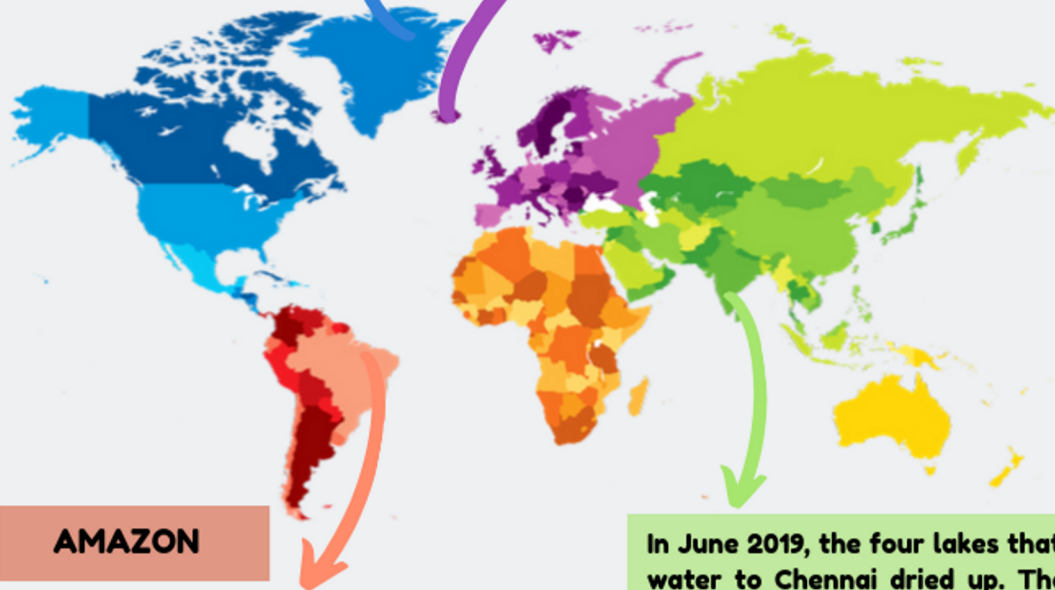 AMAZON
In June 2019, the four lakes that
water to Chennai dried up. The